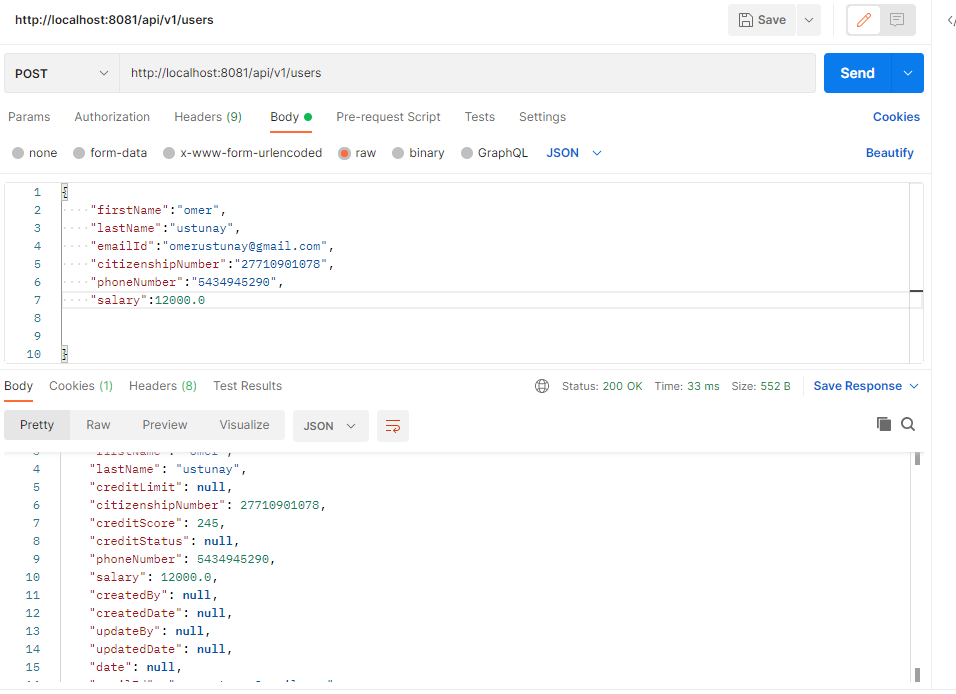 http://localhost:8081/api/v1/users
Save
POST
http://localhost:8081/api/v1/users
Send
Params Authorization Headers (9) Body Pre-request Script Tests Settings Cookies
none form-data x-www-form-urlencoded raw binary GraphQL JSON Beautify
1 {
2 "firstName":"omer",
3 "lastName":"ustunay",
4 "emailId":"omerustunay@gmail.com",
5 "citizenshipNumber":"27710901078",
6 "phoneNumber":"5434945290",
7 "salary":12000.0
8
9
10 }
Body Cookies (1) Headers (8) Test Results Status: 200 OK Time: 33 ms Size: 552 B Save Response
Pretty Raw Preview Visualize JSON
3 "firstName": "omer",
4 "lastName": "ustunay",
5 "creditLimit": null,
6 "citizenshipNumber": 27710901078,
7 "creditScore": 245,
8 "creditStatus": null,
9 "phoneNumber": 5434945290,
10 "salary": 12000.0,
11 "createdBy": null,
12 "createdDate": null,
13 "updateBy": null,
14 "updatedDate": null,
15 "date": null,